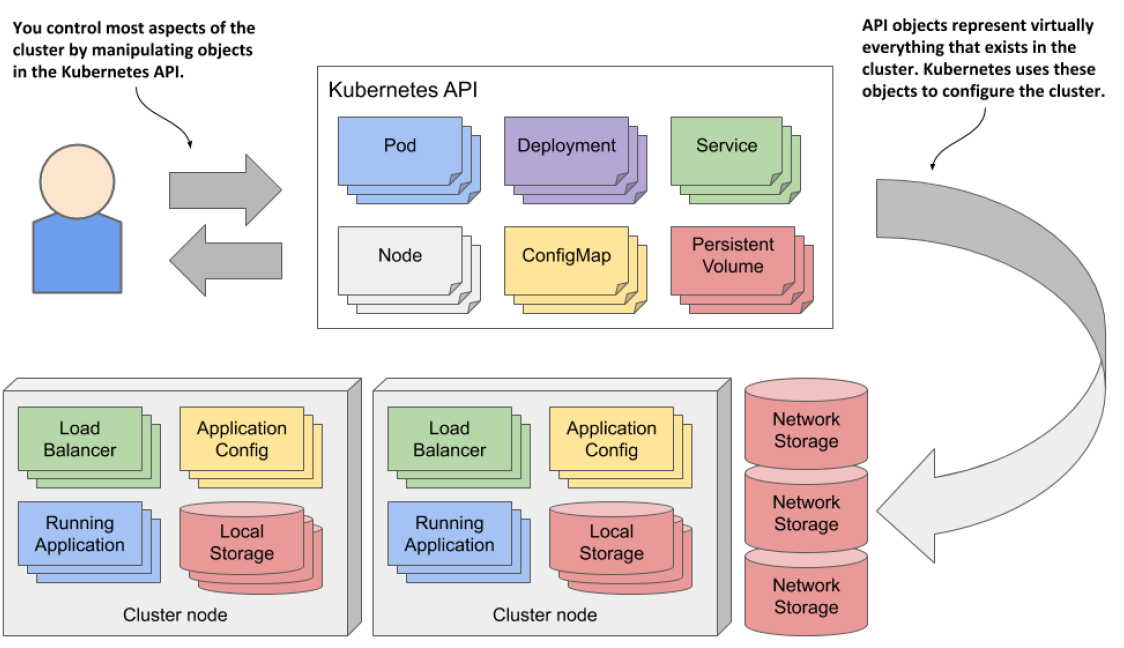 You control most aspects of the
cluster by manipulating objects
in the Kubernetes API.
API objects represent virtually
everything that exists in the
cluster. Kubernetes uses these
objects to configure the cluster.
Kubernetes API
Pod
Deployment
Service
Node
ConfigMap
Persistent
Volume
Load
Balancer
Application
Config
Running
Application
Local
Storage
Cluster node
Load
Balancer
Application
Config
Running
Application
Local
Storage
Cluster node
Network
Storage
Network
Storage
Network
Storage